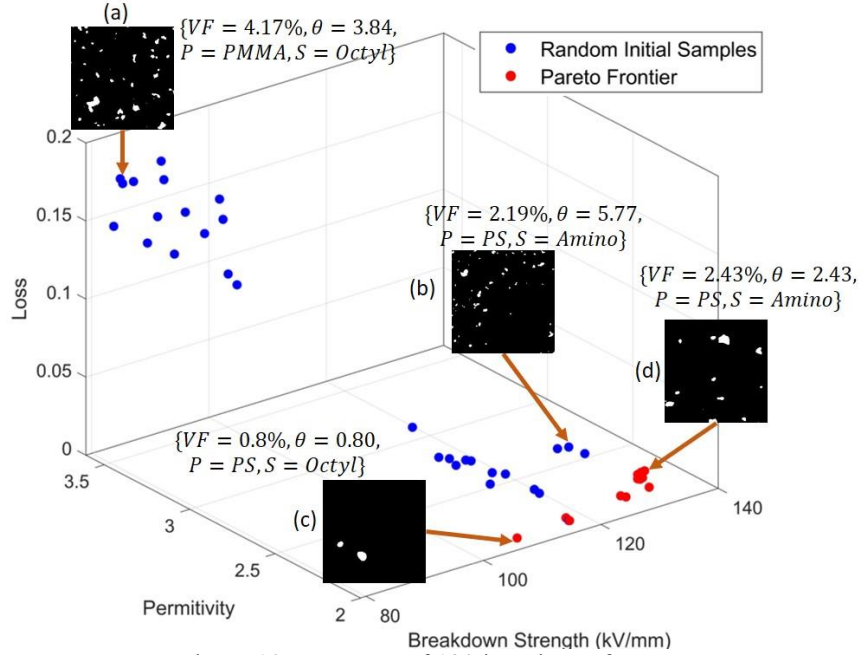 (a)
{VF = 4.17%, θ = 3.84,
P = PMMA, S = Octyl}
Random Initial Samples
Pareto Frontier
0.2
0.15
0.1
0.05
0
Loss
{VF = 2.19%, θ = 5.77,
P = PS, S = Amino}
(b)
{VF = 2.43%, θ = 2.43,
P = PS, S = Amino}
(d)
{VF = 0.8%, θ = 0.80,
P = PS, S = Octyl}
(c)
3.5
3
2.5
2
Permitivity
80
100
120
140
Breakdown Strength (kV/mm)